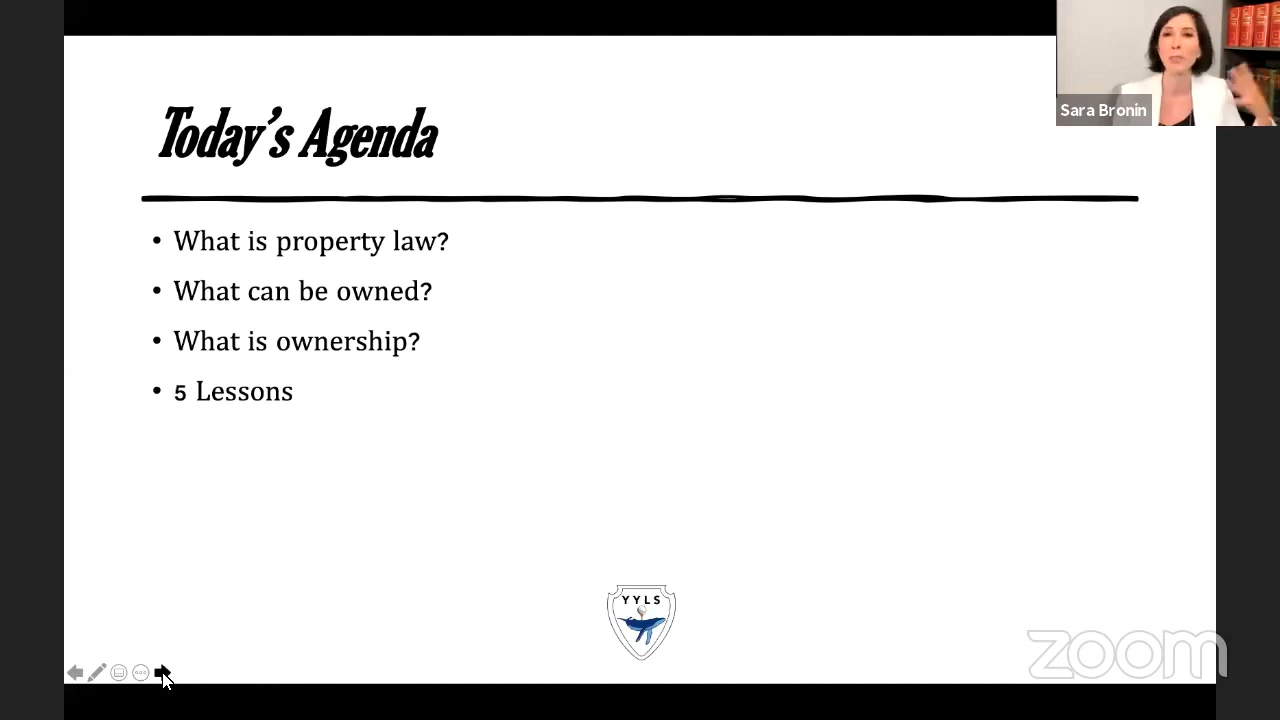 Sara Bronin
Today's Agenda
• What is property law?
• What can be owned?
• What is ownership?
• 5 Lessons
YYLS
zoom